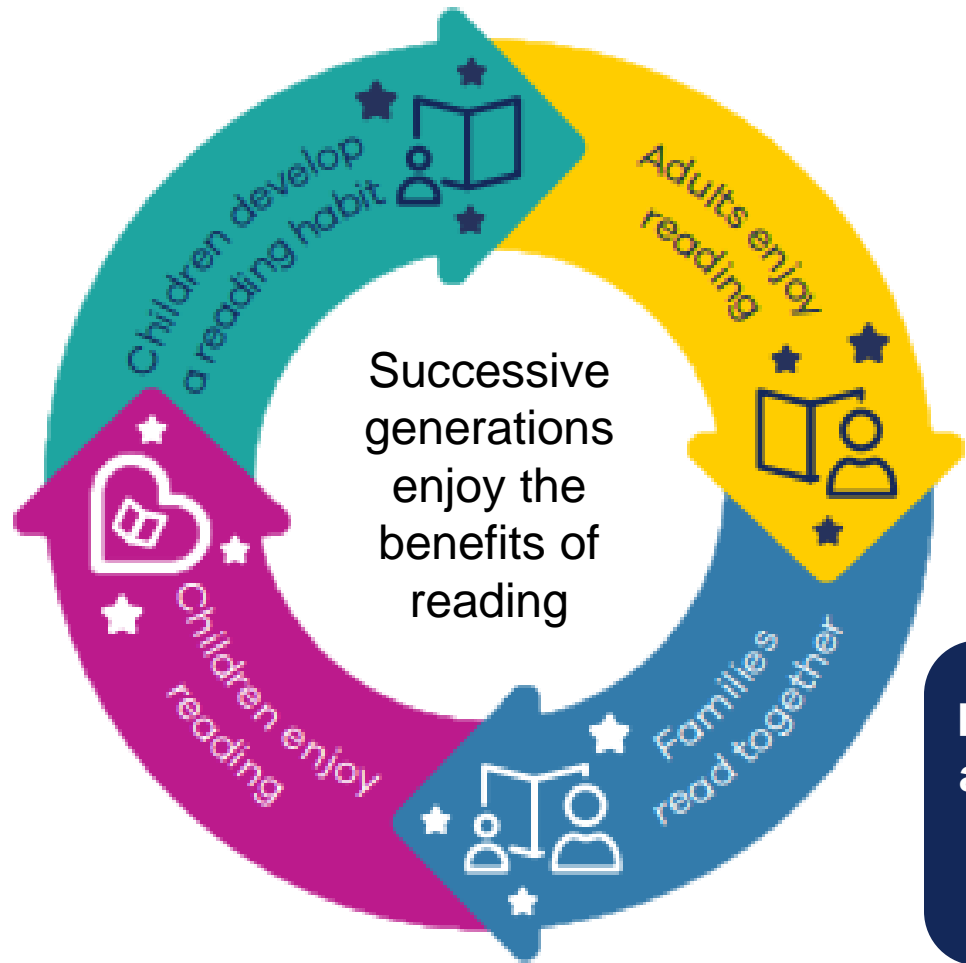 Children develop
a reading habit
Adults enjoy
reading
Families
read together
Children enjoy
reading
Successive
generations
enjoy the
benefits of
reading